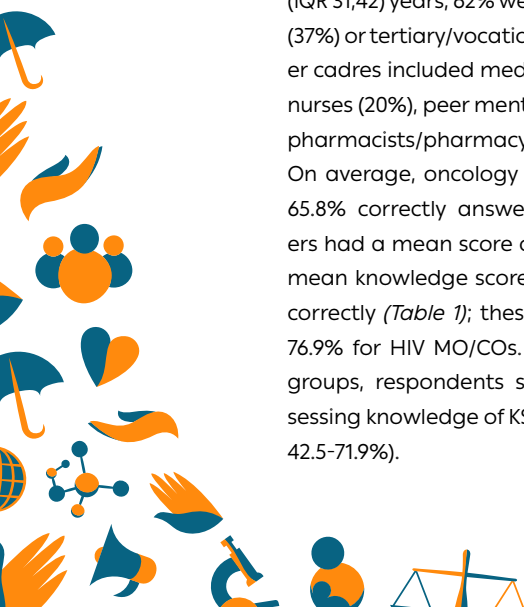 (IQR 31,42) years, 62% we
(37%) or tertiary/vocatio
er cadres included med
nurses (20%), peer ment
pharmacists/pharmacy
On average, oncology
65.8% correctly answe
ers had a mean score
mean knowledge score
correctly (Table 1); thes
76.9% for HIV MO/COs.
groups, respondents s
sessing knowledge of KS
42.5-71.9%).